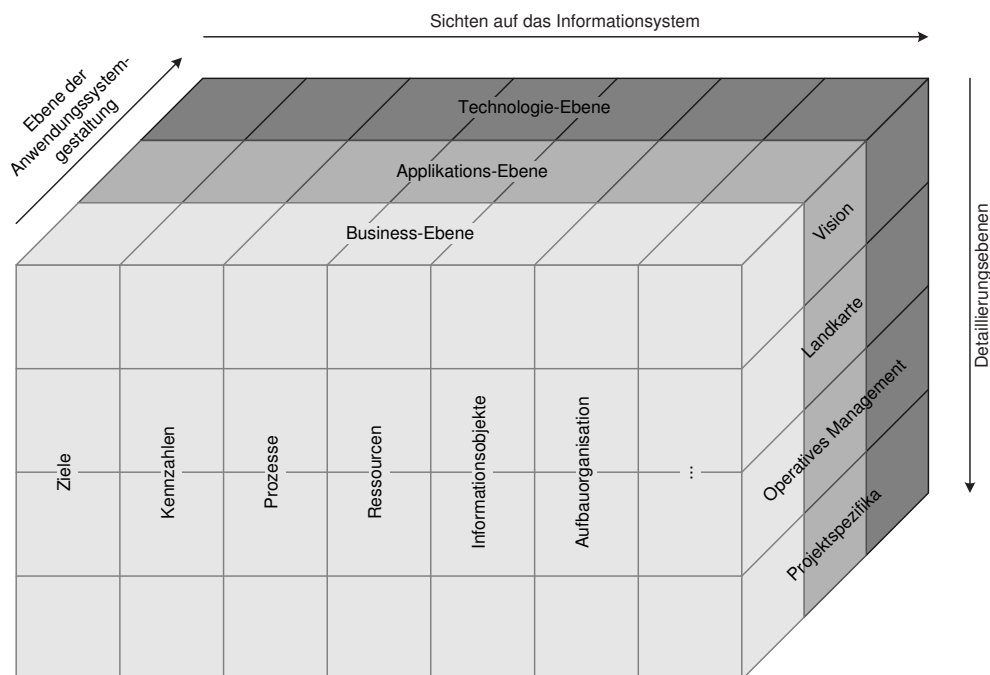 Sichten auf das Informationsystem
Ebene der
Anwendungssystem-
gestaltung
Technologie-Ebene
Applikations-Ebene
Business-Ebene
Vision
Landkarte
Operatives Management
Projektspezifika
Detaillierungsebenen
Ziele
Kennzahlen
Prozesse
Ressourcen
Informationsobjekte
Aufbauorganisation
...